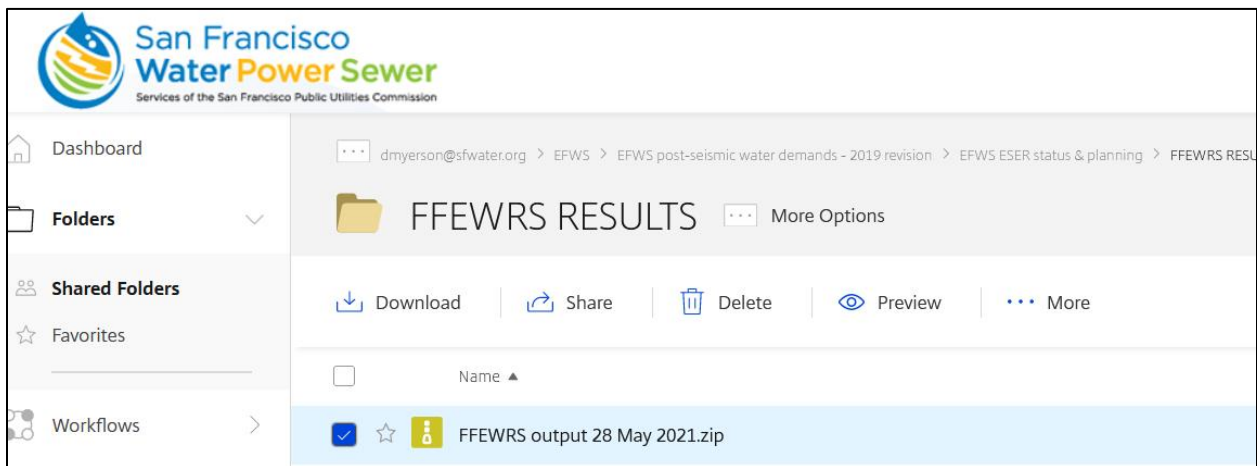 San Francisco
Water Power Sewer
Services of the San Francisco Public Utilities Commission
Dashboard
Folders
Shared Folders
Favorites
Workflows
dmyerson@sfwater.org > EFWS > EFWS post-seismic water demands - 2019 revision > EFWS ESER status & planning > FFEWRS RESU
FFEWRS RESULTS ··· More Options
Download Share Delete Preview ··· More
Name ▲
FFEWRS output 28 May 2021.zip